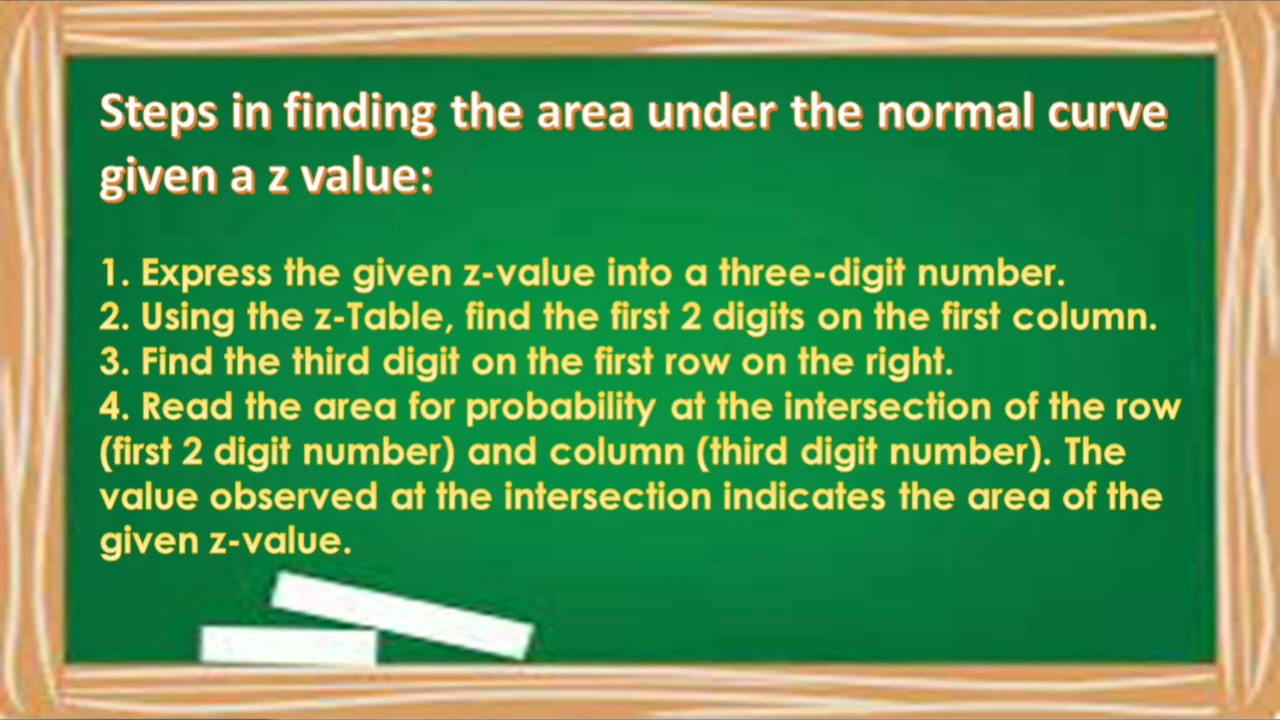 Steps in finding the area under the normal curve
given a z value:
1. Express the given z-value into a three-digit number.
2. Using the z-Table, find the first 2 digits on the first column.
3. Find the third digit on the first row on the right.
4. Read the area for probability at the intersection of the row
(first 2 digit number) and column (third digit number). The
value observed at the intersection indicates the area of the
given z-value.